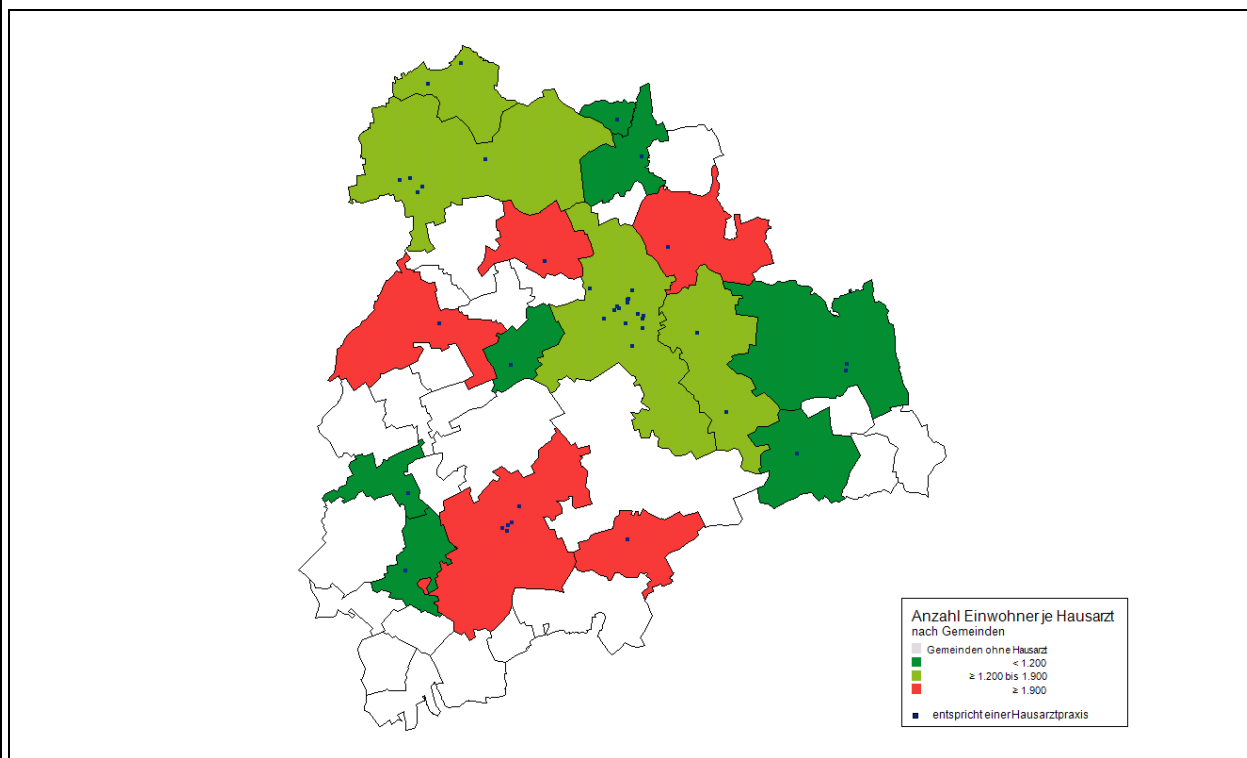 Anzahl Einwohner je Hausarzt
nach Gemeinden
Gemeinden ohne Hausarzt
< 1.200
≥ 1.200 bis 1.900
≥ 1.900
entspricht einer Hausarztpraxis